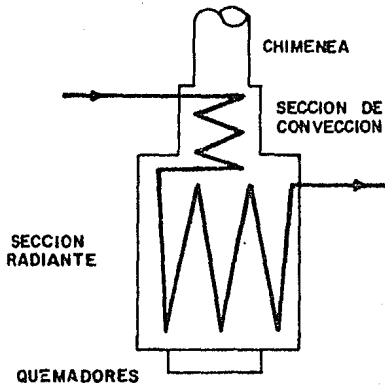 CHIMENEA
SECCION DE
CONVECCION
SECCION
RADIANTE
QUEMADORES